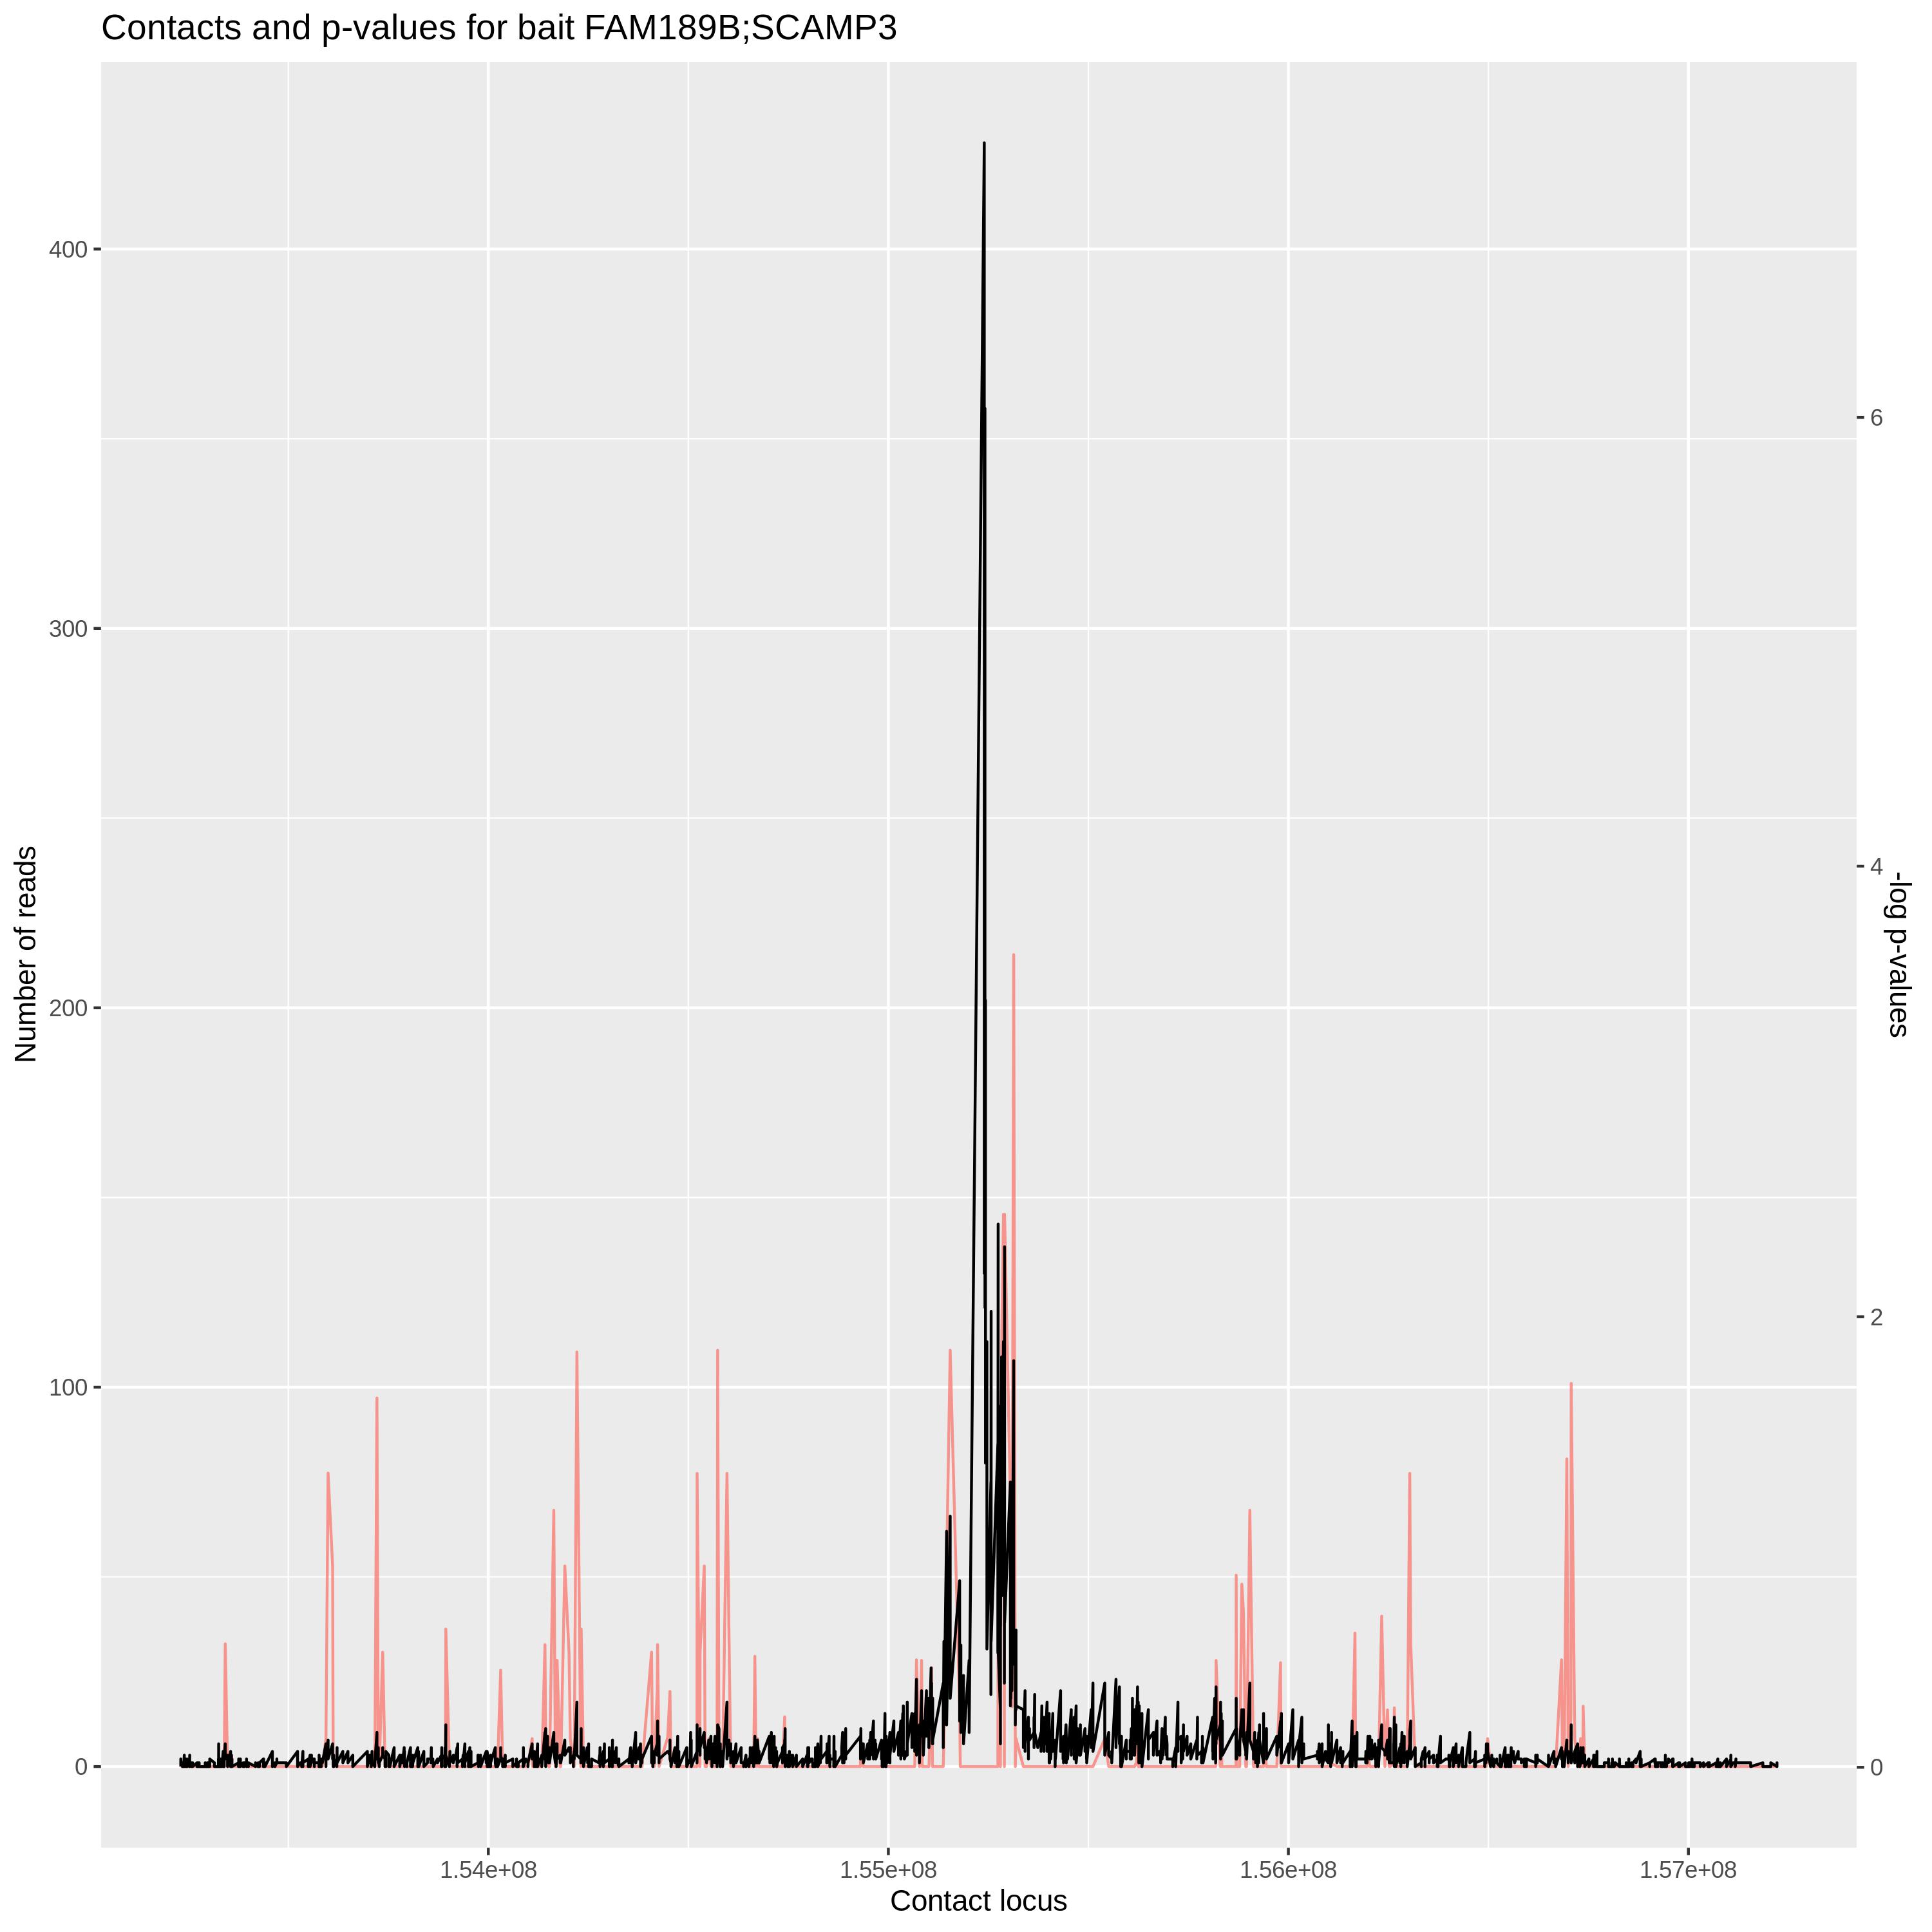 Contacts and p-values for bait FAM189B;SCAMP3
Number of reads
400
300
200
100
0
6
4
2
0
-log p-values
1.54e+08
1.55e+08
1.56e+08
1.57e+08
Contact locus